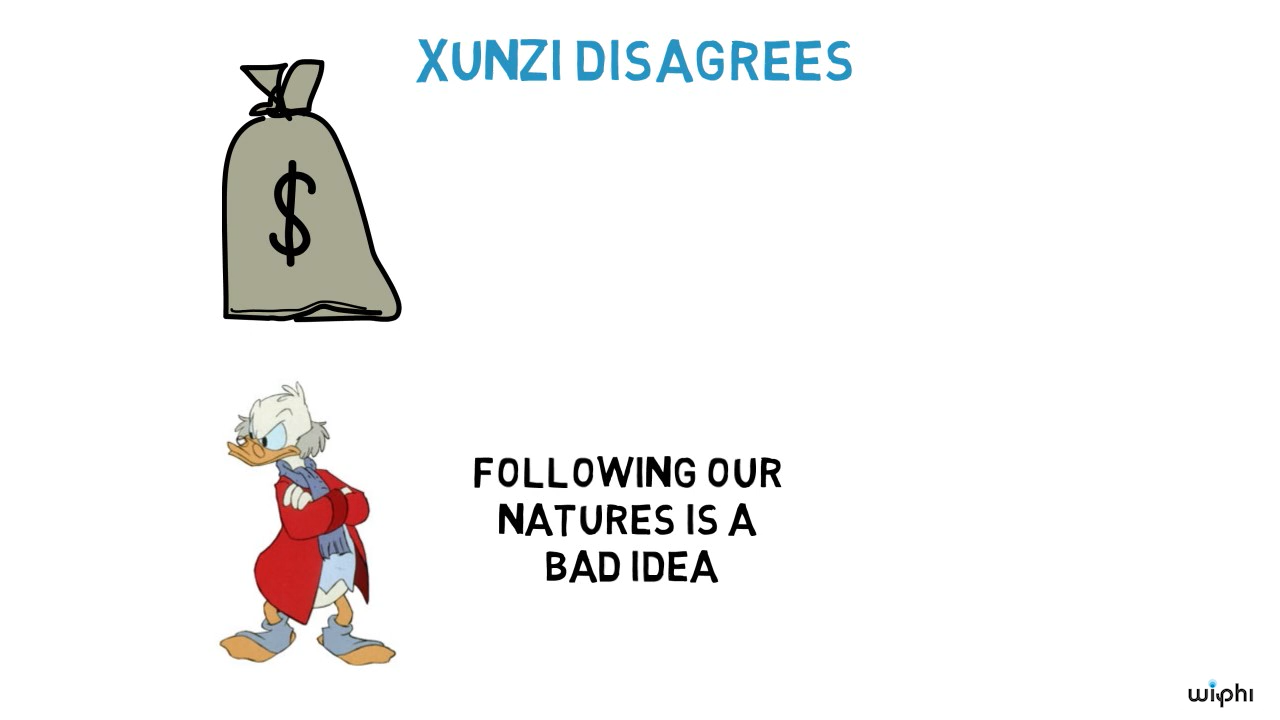 XUNZI DISAGREES
$
FOLLOWING OUR
NATURES IS A
BAD IDEA
wiphi